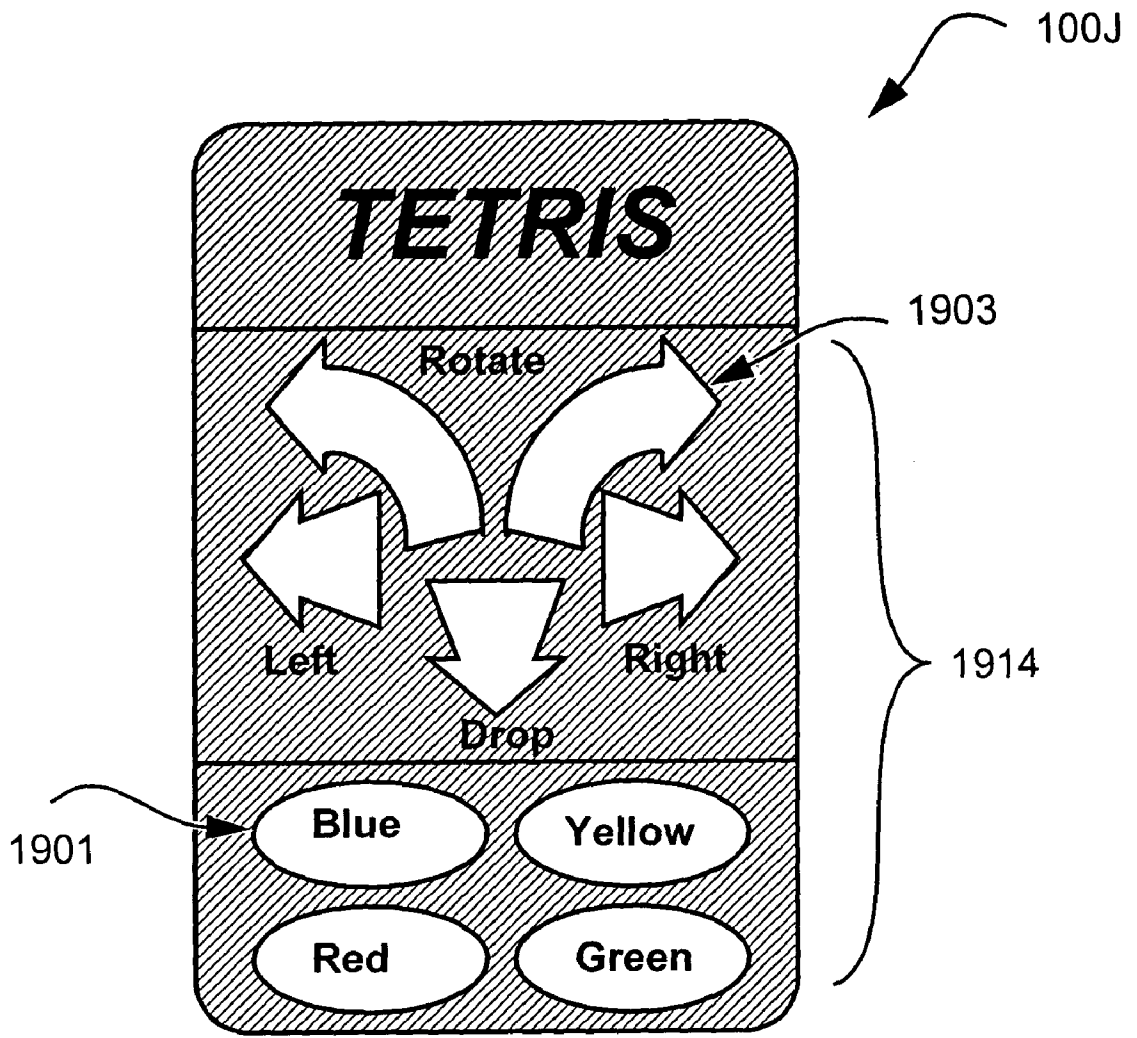 100J
TETRIS
1903
Rotate
Left
Right
1914
Drop
Blue
Yellow
1901
Red
Green